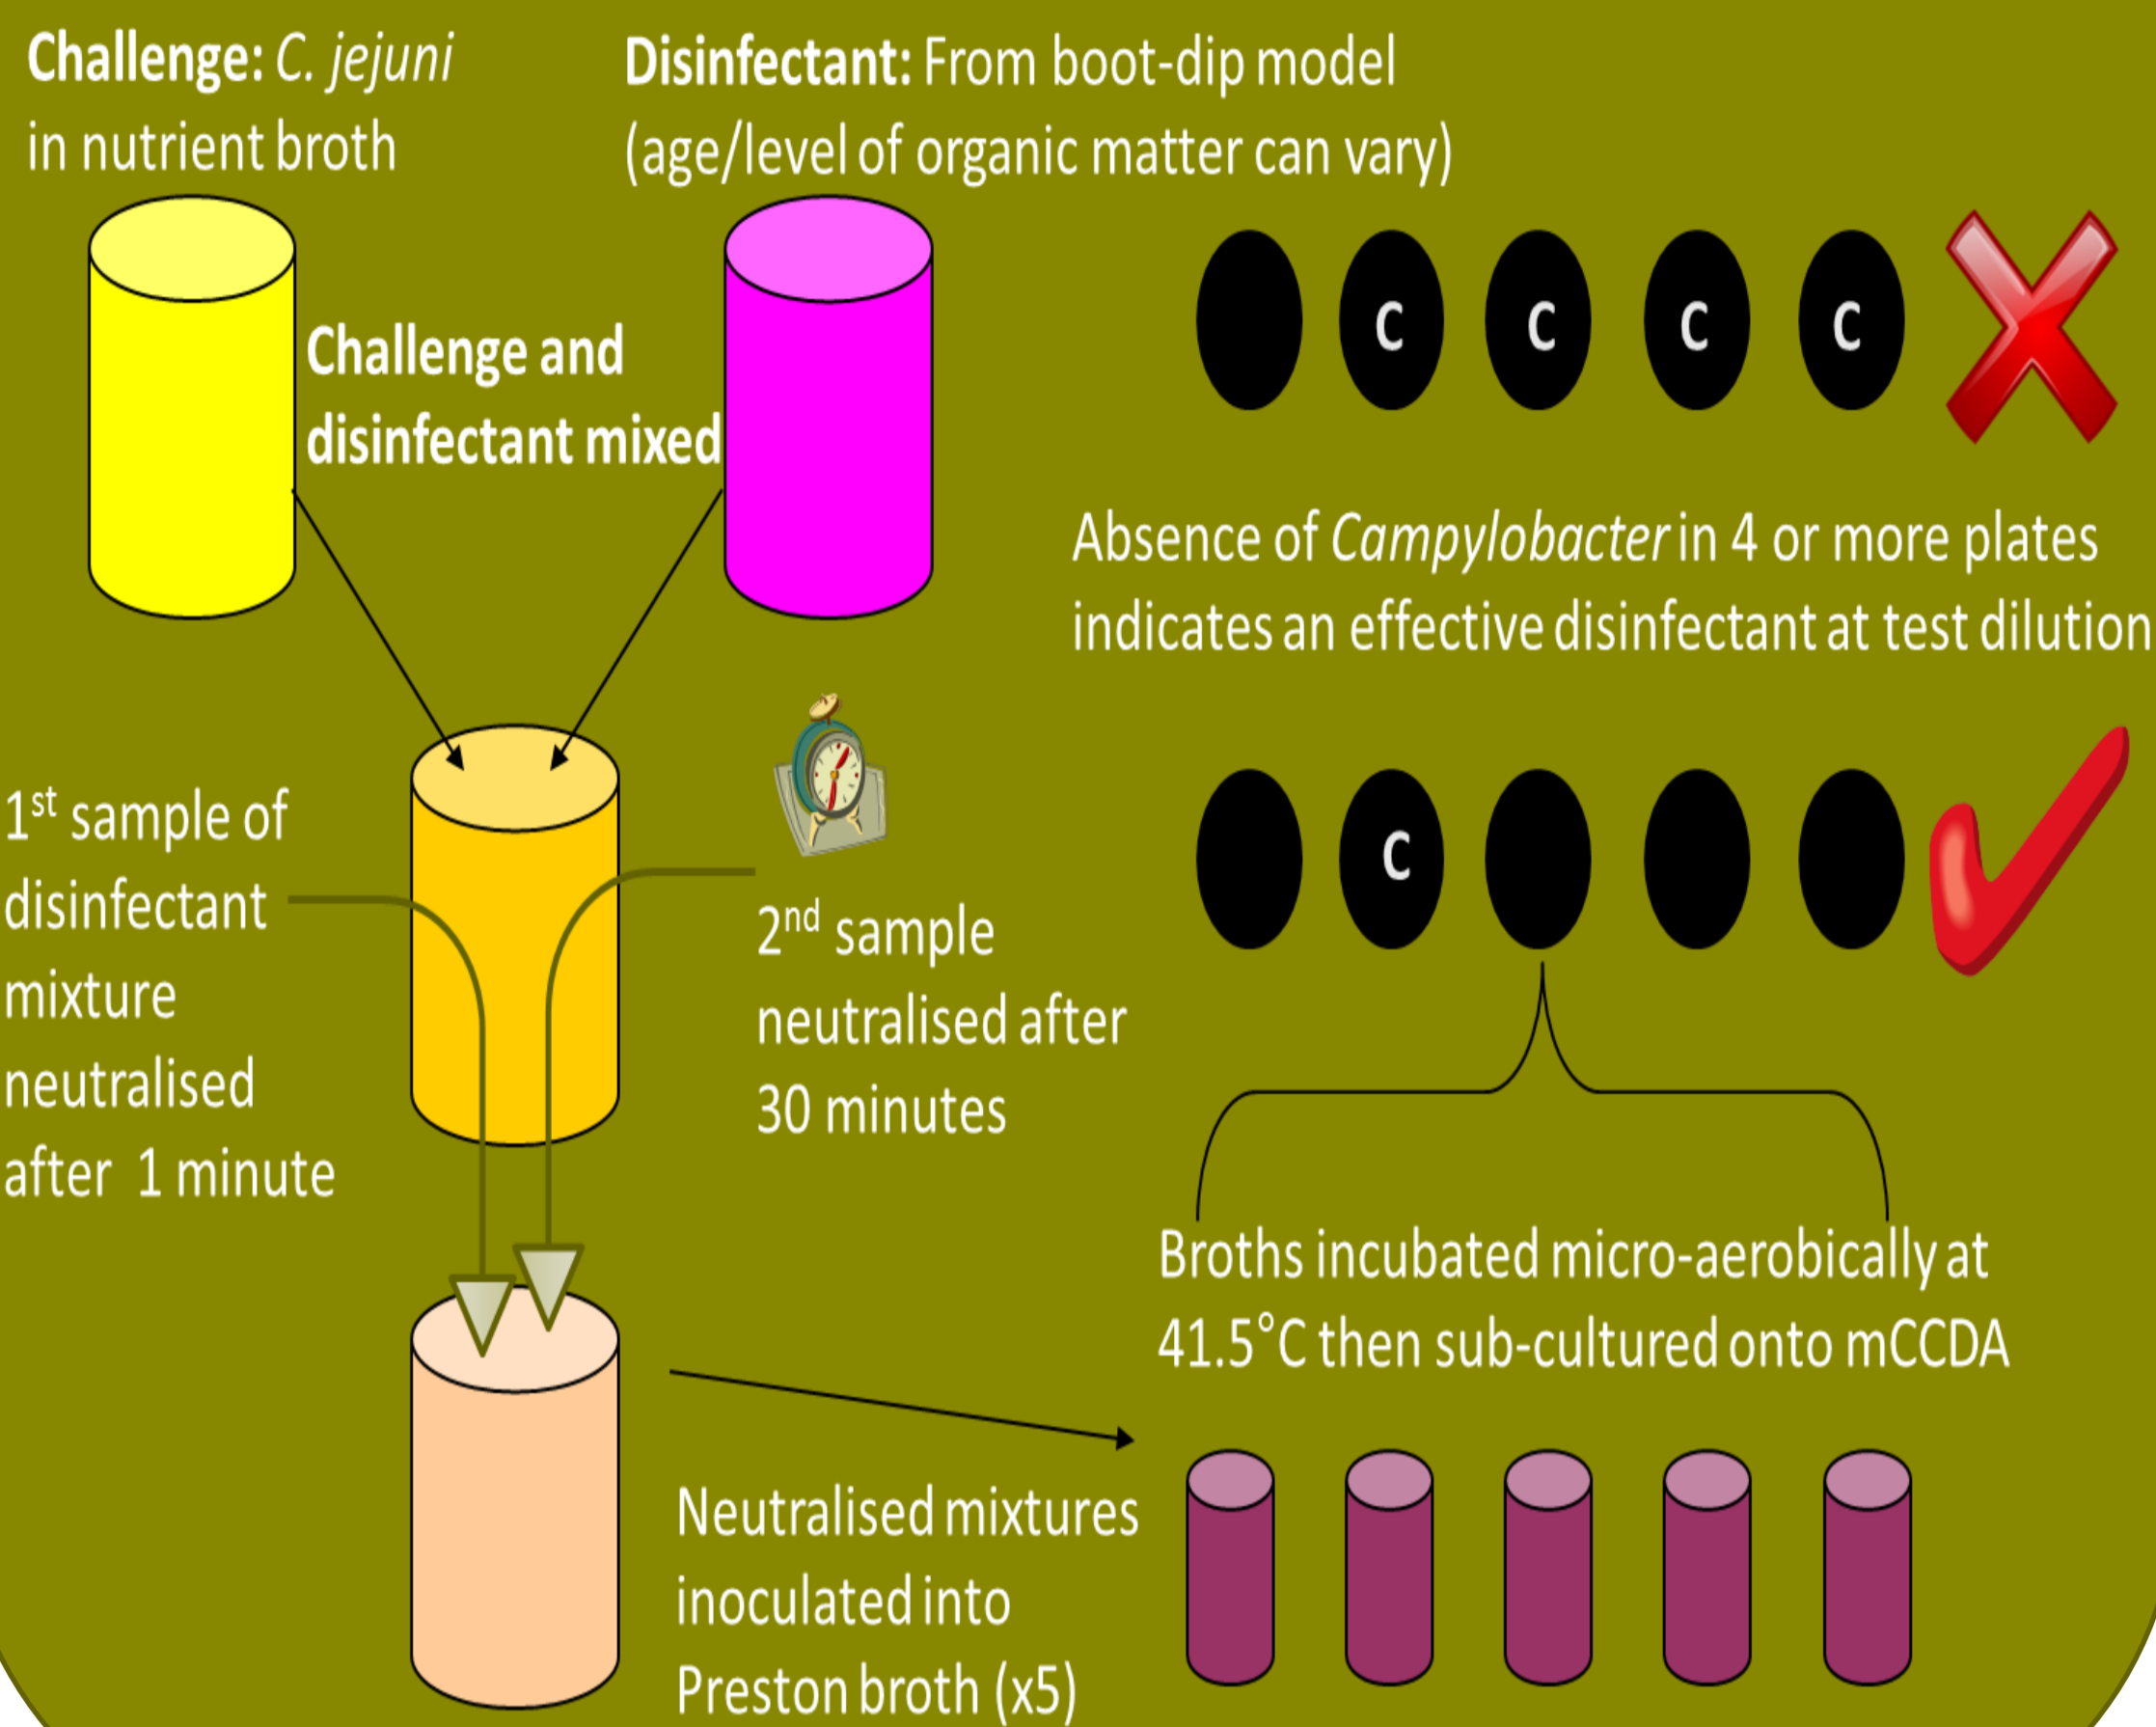 Challenge: C. jejuni
in nutrient broth
Disinfectant: From boot-dip model
(age/level of organic matter can vary)
Challenge and
disinfectant mixed
C C C C
Absence of Campylobacter in 4 or more plates
indicates an effective disinfectant at test dilution
1st sample of
disinfectant
mixture
neutralised
after 1 minute
2nd sample
neutralised after
30 minutes
C
Broths incubated micro-aerobically at
41.5°C then sub-cultured onto mCCDA
Neutralised mixtures
inoculated into
Preston broth (x5)